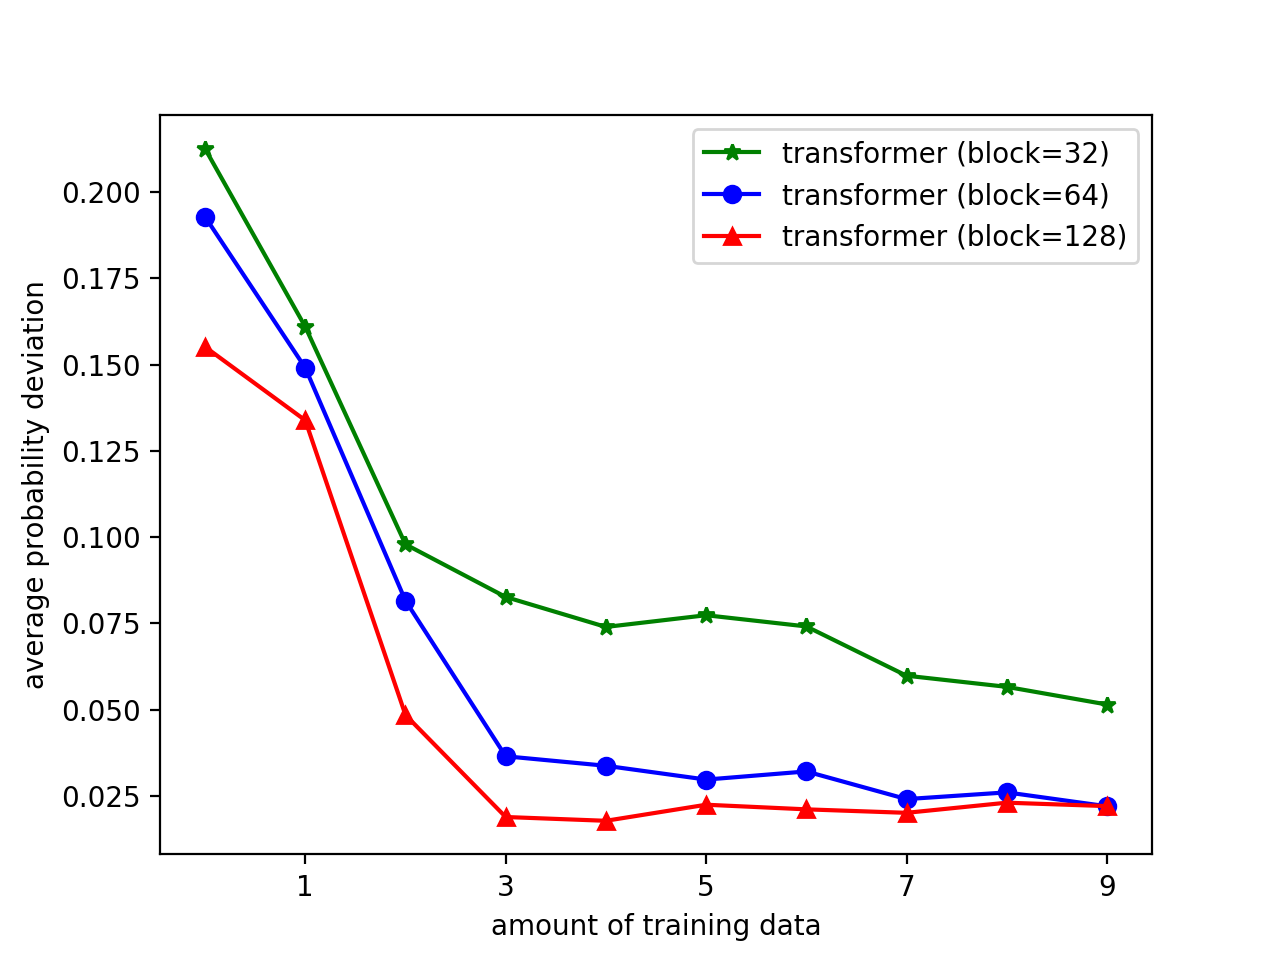 transformer (block=32)
transformer (block=64)
transformer (block=128)
average probability deviation
0.200
0.175
0.150
0.125
0.100
0.075
0.050
0.025
1 3 5 7 9
amount of training data